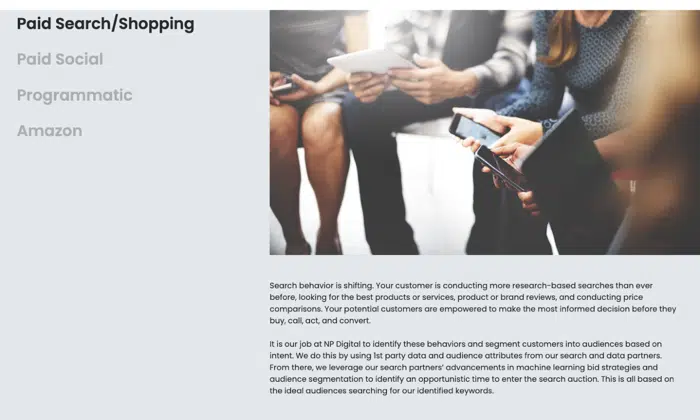 Paid Search/Shopping
Paid Social
Programmatic
Amazon
Search behavior is shifting. Your customer is conducting more research-based searches than ever
before, looking for the best products or services, product or brand reviews, and conducting price
comparisons. Your potential customers are empowered to make the most informed decision before they
buy, call, act, and convert.
It is our job at NP Digital to identify these behaviors and segment customers into audiences based on
intent. We do this by using 1st party data and audience attributes from our search and data partners.
From there, we leverage our search partners' advancements in machine learning bid strategies and
audience segmentation to identify an opportunistic time to enter the search auction. This is all based on
the ideal audiences searching for our identified keywords.